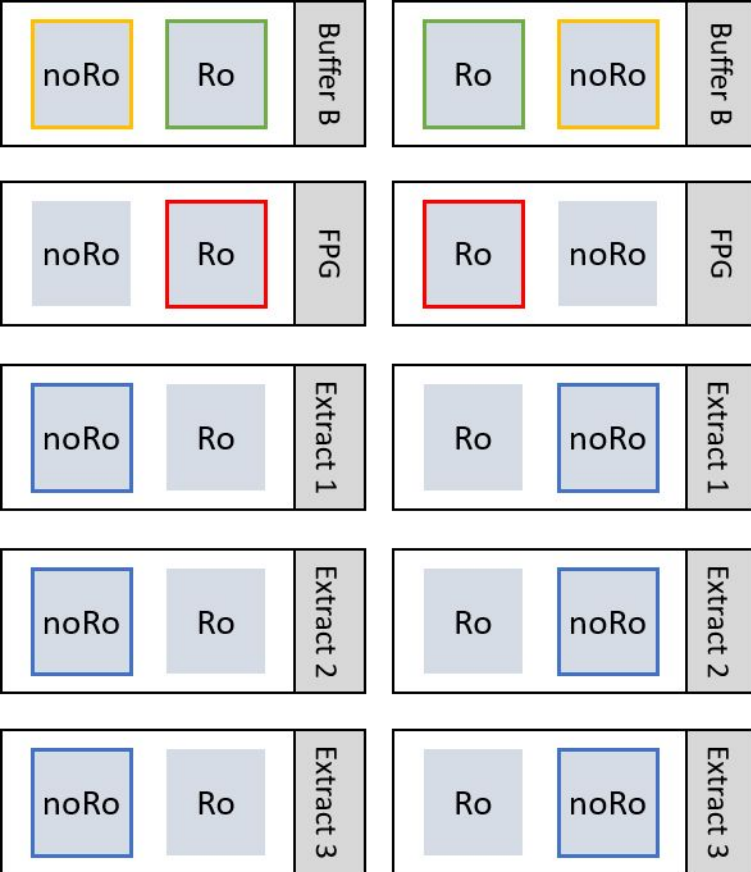 noRo Ro Buffer B Ro noRo Buffer B
noRo Ro FPG Ro noRo FPG
noRo Ro Extract 1 Ro noRo Extract 1
noRo Ro Extract 2 Ro noRo Extract 2
noRo Ro Extract 3 Ro noRo Extract 3